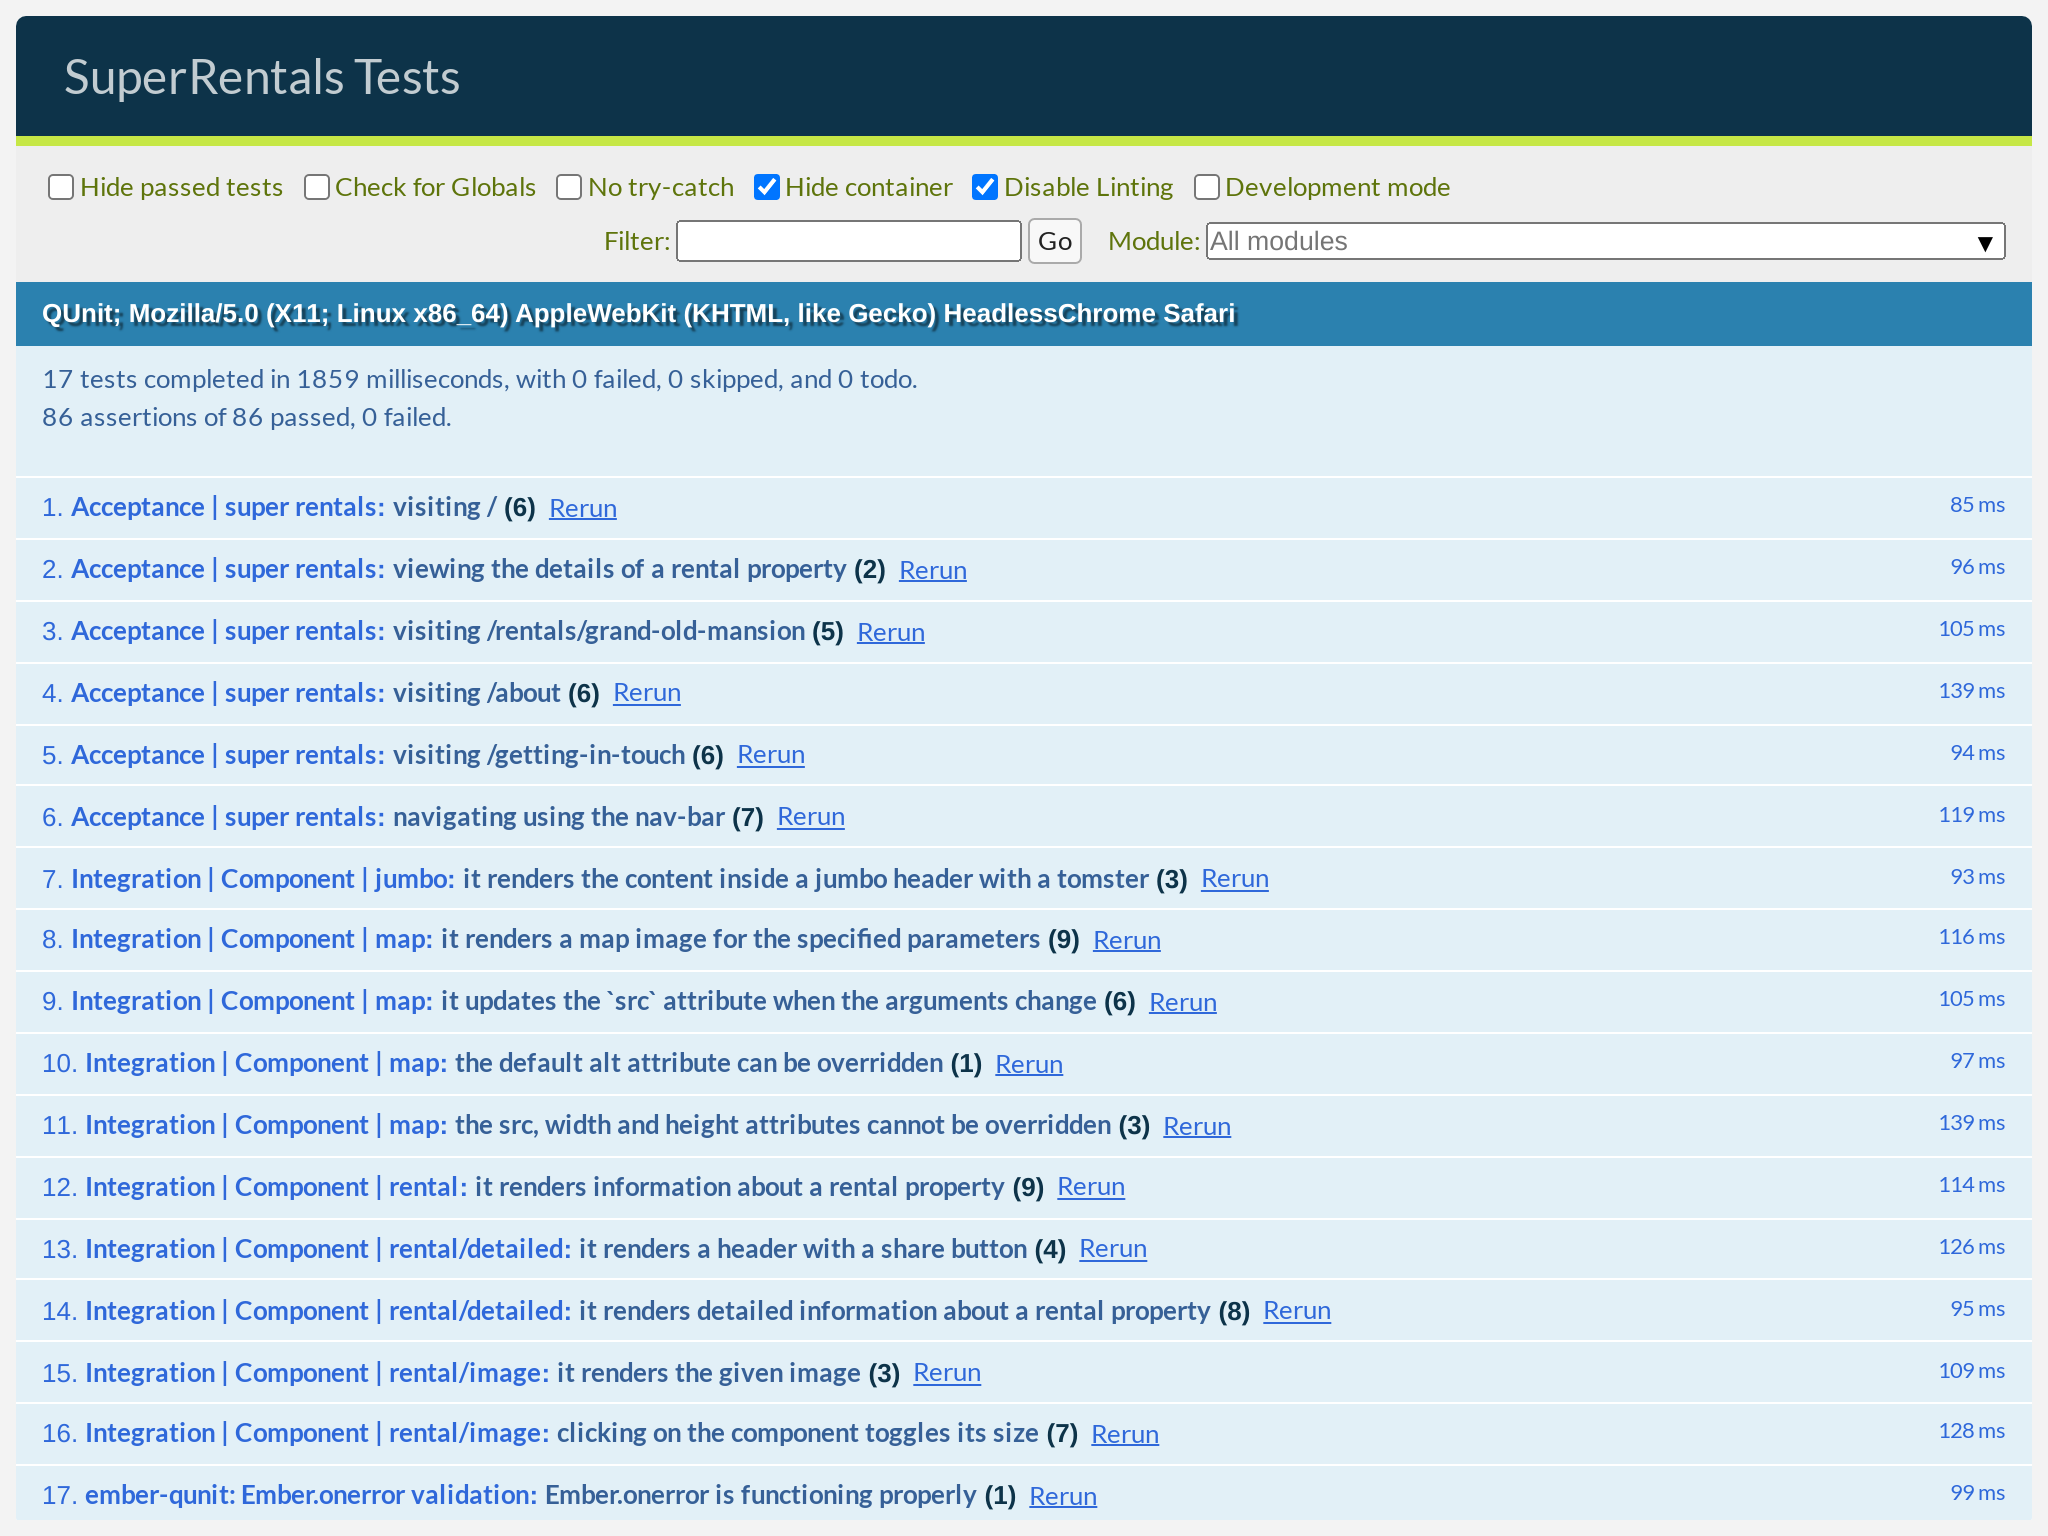 SuperRentals Tests
Hide passed tests Check for Globals No try-catch Hide container Disable Linting Development mode
Filter: Go Module: All modules ▼
QUnit; Mozilla/5.0 (X11; Linux x86_64) AppleWebKit (KHTML, like Gecko) HeadlessChrome Safari
17 tests completed in 1859 milliseconds, with 0 failed, 0 skipped, and 0 todo.
86 assertions of 86 passed, 0 failed.
1. Acceptance | super rentals: visiting / (6) Rerun 85 ms
2. Acceptance | super rentals: viewing the details of a rental property (2) Rerun 96 ms
3. Acceptance | super rentals: visiting /rentals/grand-old-mansion (5) Rerun 105 ms
4. Acceptance | super rentals: visiting /about (6) Rerun 139 ms
5. Acceptance | super rentals: visiting /getting-in-touch (6) Rerun 94 ms
6. Acceptance | super rentals: navigating using the nav-bar (7) Rerun 119 ms
7. Integration | Component | jumbo: it renders the content inside a jumbo header with a tomster (3) Rerun 93 ms
8. Integration | Component | map: it renders a map image for the specified parameters (9) Rerun 116 ms
9. Integration | Component | map: it updates the `src` attribute when the arguments change (6) Rerun 105 ms
10. Integration | Component | map: the default alt attribute can be overridden (1) Rerun 97 ms
11. Integration | Component | map: the src, width and height attributes cannot be overridden (3) Rerun 139 ms
12. Integration | Component | rental: it renders information about a rental property (9) Rerun 114 ms
13. Integration | Component | rental/detailed: it renders a header with a share button (4) Rerun 126 ms
14. Integration | Component | rental/detailed: it renders detailed information about a rental property (8) Rerun 95 ms
15. Integration | Component | rental/image: it renders the given image (3) Rerun 109 ms
16. Integration | Component | rental/image: clicking on the component toggles its size (7) Rerun 128 ms
17. ember-qunit: Ember.onerror validation: Ember.onerror is functioning properly (1) Rerun 99 ms